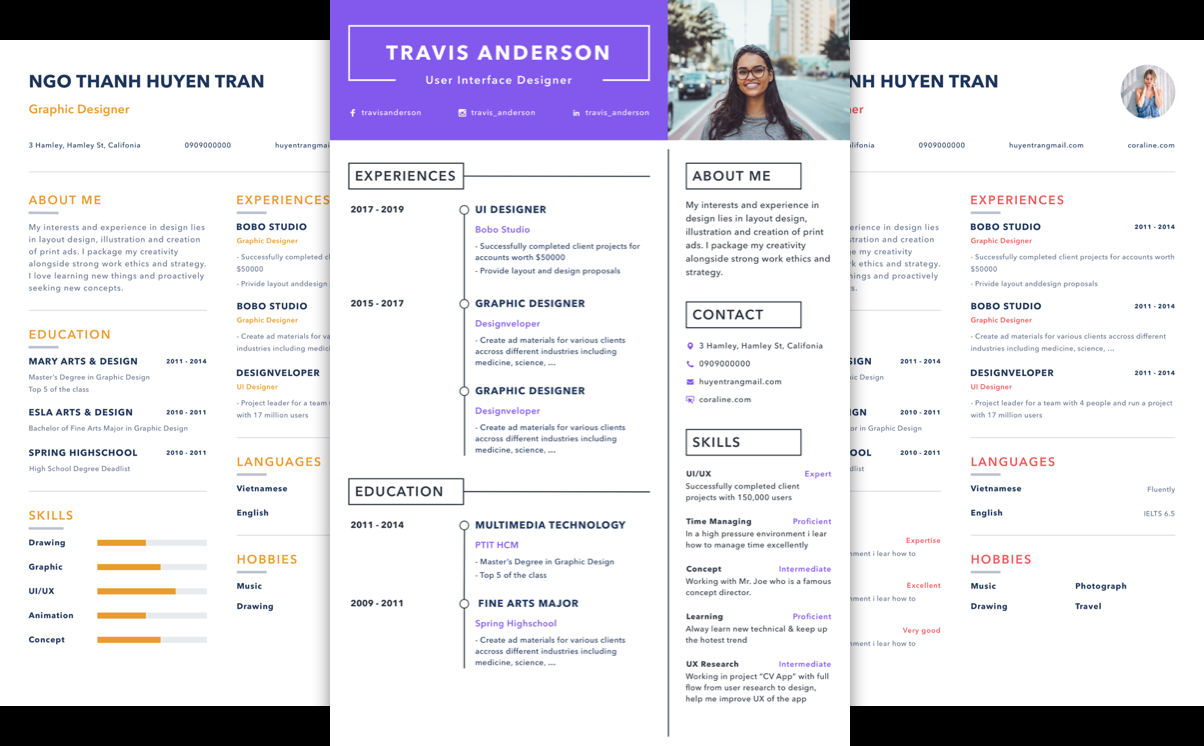 NGO THANH HUYEN TRAN
Graphic Designer
3 Hamley, Hamley St, Califonia 0909000000 huyentrangmai
ABOUT ME
My interests and experience in design lies
in layout design, illustration and creation
of print ads. I package my creativity
alongside strong work ethics and strategy.
I love learning new things and proactively
seeking new concepts.
EDUCATION
MARY ARTS & DESIGN 2011 - 2014
Master's Degree in Graphic Design
Top 5 of the class
ESLA ARTS & DESIGN 2010 - 2011
Bachelor of Fine Arts Major in Graphic Design
SPRING HIGHSCHOOL 2010 - 2011
High School Degree Deadlist
SKILLS
Drawing
Graphic
UI/UX
Animation
Concept
EXPERIENCES
BOBO STUDIO
Graphic Designer
- Successfully completed cl
$50000
- Privide layout anddesign
BOBO STUDIO
Graphic Designer
- Create ad materials for va
industries including medic
DESIGNVELOPER
UI Designer
- Project leader for a team
with 17 million users
LANGUAGES
Vietnamese
English
HOBBIES
Music
Drawing
TRAVIS ANDERSON
User Interface Designer
travisanderson travis_anderson travis_anderson
EXPERIENCES
2017 - 2019 UI DESIGNER
Bobo Studio
- Successfully completed client projects for
accounts worth $50000
- Provide layout and design proposals
2015 - 2017 GRAPHIC DESIGNER
Designveloper
- Create ad materials for various clients
accross different industries including
medicine, science, ...
GRAPHIC DESIGNER
Designveloper
- Create ad materials for various clients
accross different industries including
medicine, science, ...
EDUCATION
2011 - 2014 MULTIMEDIA TECHNOLOGY
PTIT HCM
- Master's Degree in Graphic Design
- Top 5 of the class
2009 - 2011 FINE ARTS MAJOR
Spring Highschool
- Create ad materials for various clients
accross different industries including
medicine, science, ...
ABOUT ME
My interests and experience in
design lies in layout design,
illustration and creation of print
ads. I package my creativity
alongside strong work ethics and
strategy.
CONTACT
3 Hamley, Hamley St, Califonia
0909000000
huyentrangmail.com
coraline.com
SKILLS
UI/UX Expert
Successfully completed client
projects with 150,000 users
Time Managing Proficient
In a high pressure environment i lear
how to manage time excellently
Concept Intermediate
Working with Mr. Joe who is a famous
concept director.
Learning Proficient
Alway learn new technical & keep up
the hotest trend
UX Research Intermediate
Working in project "CV App" with full
flow from user research to design,
help me improve UX of the app
NH HUYEN TRAN
er
lifonia 0909000000 huyentrangmail.com coraline.com
erience in design lies
stration and creation
ge my creativity
k ethics and strategy.
things and proactively
s.
SIGN 2011 - 2014
ic Design
GN 2010 - 2011
or in Graphic Design
OOL 2010 - 2011
dlist
Expertise
nment i lear how to
Excellent
nment i lear how to
Very good
nment i lear how to
EXPERIENCES
BOBO STUDIO 2011 - 2014
Graphic Designer
- Successfully completed client projects for accounts worth
$50000
- Privide layout anddesign proposals
BOBO STUDIO 2011 - 2014
Graphic Designer
- Create ad materials for various clients accross different
industries including medicine, science, ...
DESIGNVELOPER 2011 - 2014
UI Designer
- Project leader for a team with 4 people and run a project
with 17 million users
LANGUAGES
Vietnamese Fluently
English IELTS 6.5
HOBBIES
Music Photograph
Drawing Travel